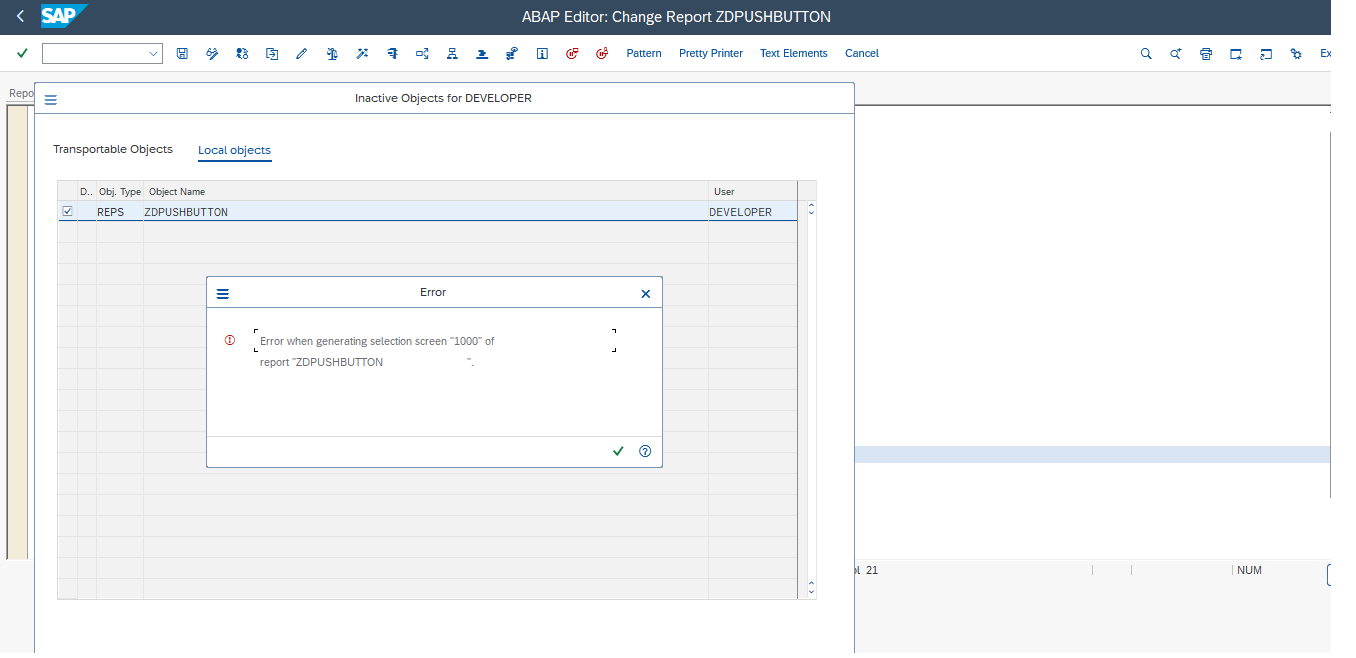 SAP
ABAP Editor: Change Report ZDPUSHBUTTON
Pattern Pretty Printer Text Elements Cancel Ex
Repo
Inactive Objects for DEVELOPER
Transportable Objects Local objects
D.. Obj. Type Object Name User
REPS ZDPUSHBUTTON DEVELOPER
Error
Error when generating selection screen "1000" of
report "ZDPUSHBUTTON ".
21 NUM